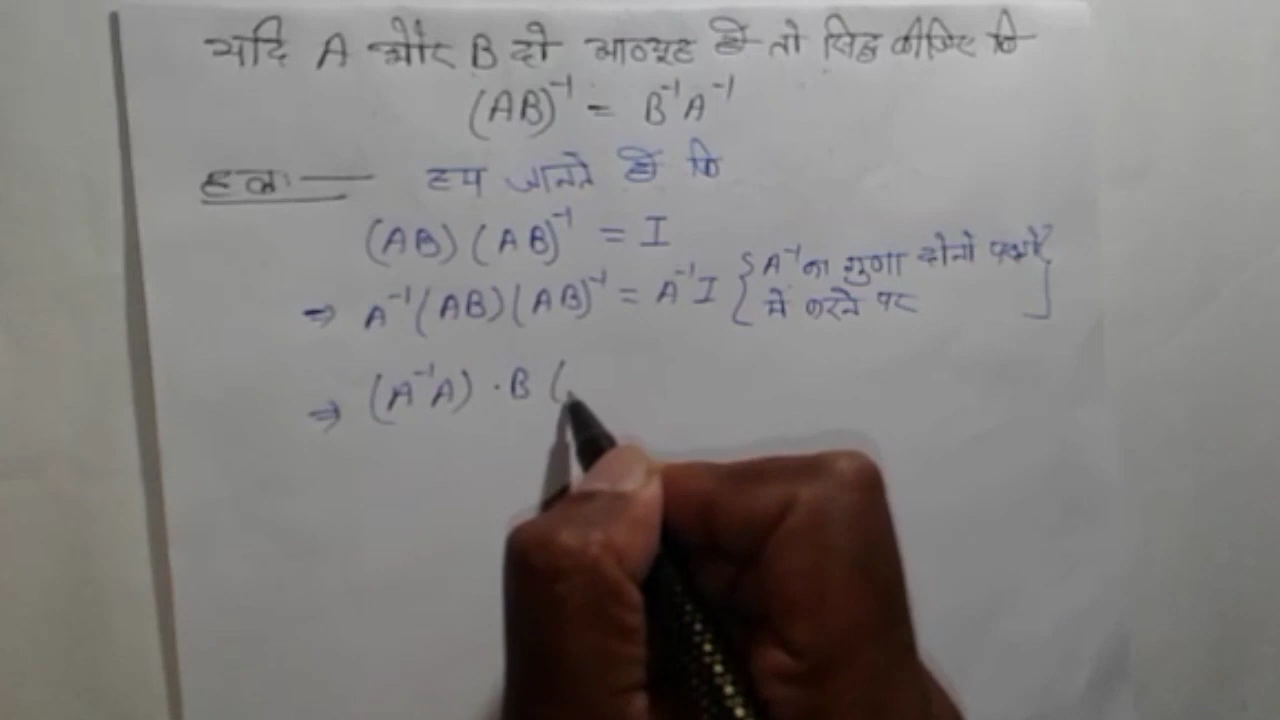 यदि A और B दो आव्यूह हो तो सिद्ध कीजिए कि
(AB)⁻¹ = B⁻¹A⁻¹
हलः— हम जानते हैं कि
(AB)(AB)⁻¹ = I
⇒ A⁻¹(AB)(AB)⁻¹ = A⁻¹I {A⁻¹ का गुणा दोनो पक्षों
में करने पर}
⇒ (A⁻¹A) · B (